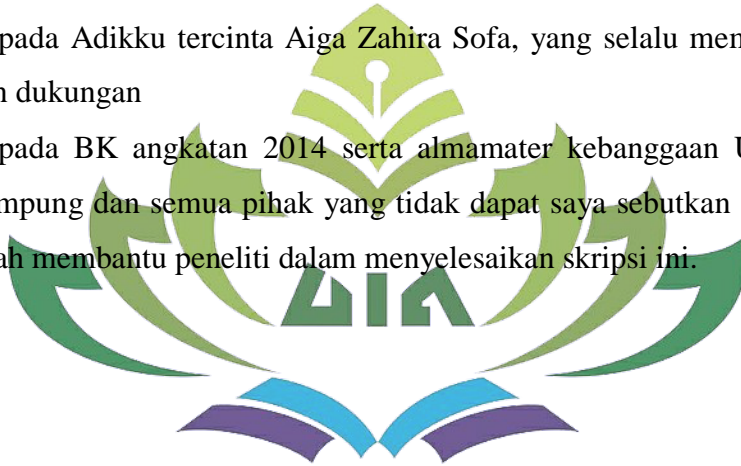 pada Adikku tercinta Aiga Zahira Sofa, yang selalu mem
n dukungan
pada BK angkatan 2014 serta almamater kebanggaan U
mpung dan semua pihak yang tidak dapat saya sebutkan
ah membantu peneliti dalam menyelesaikan skripsi ini.
UIN